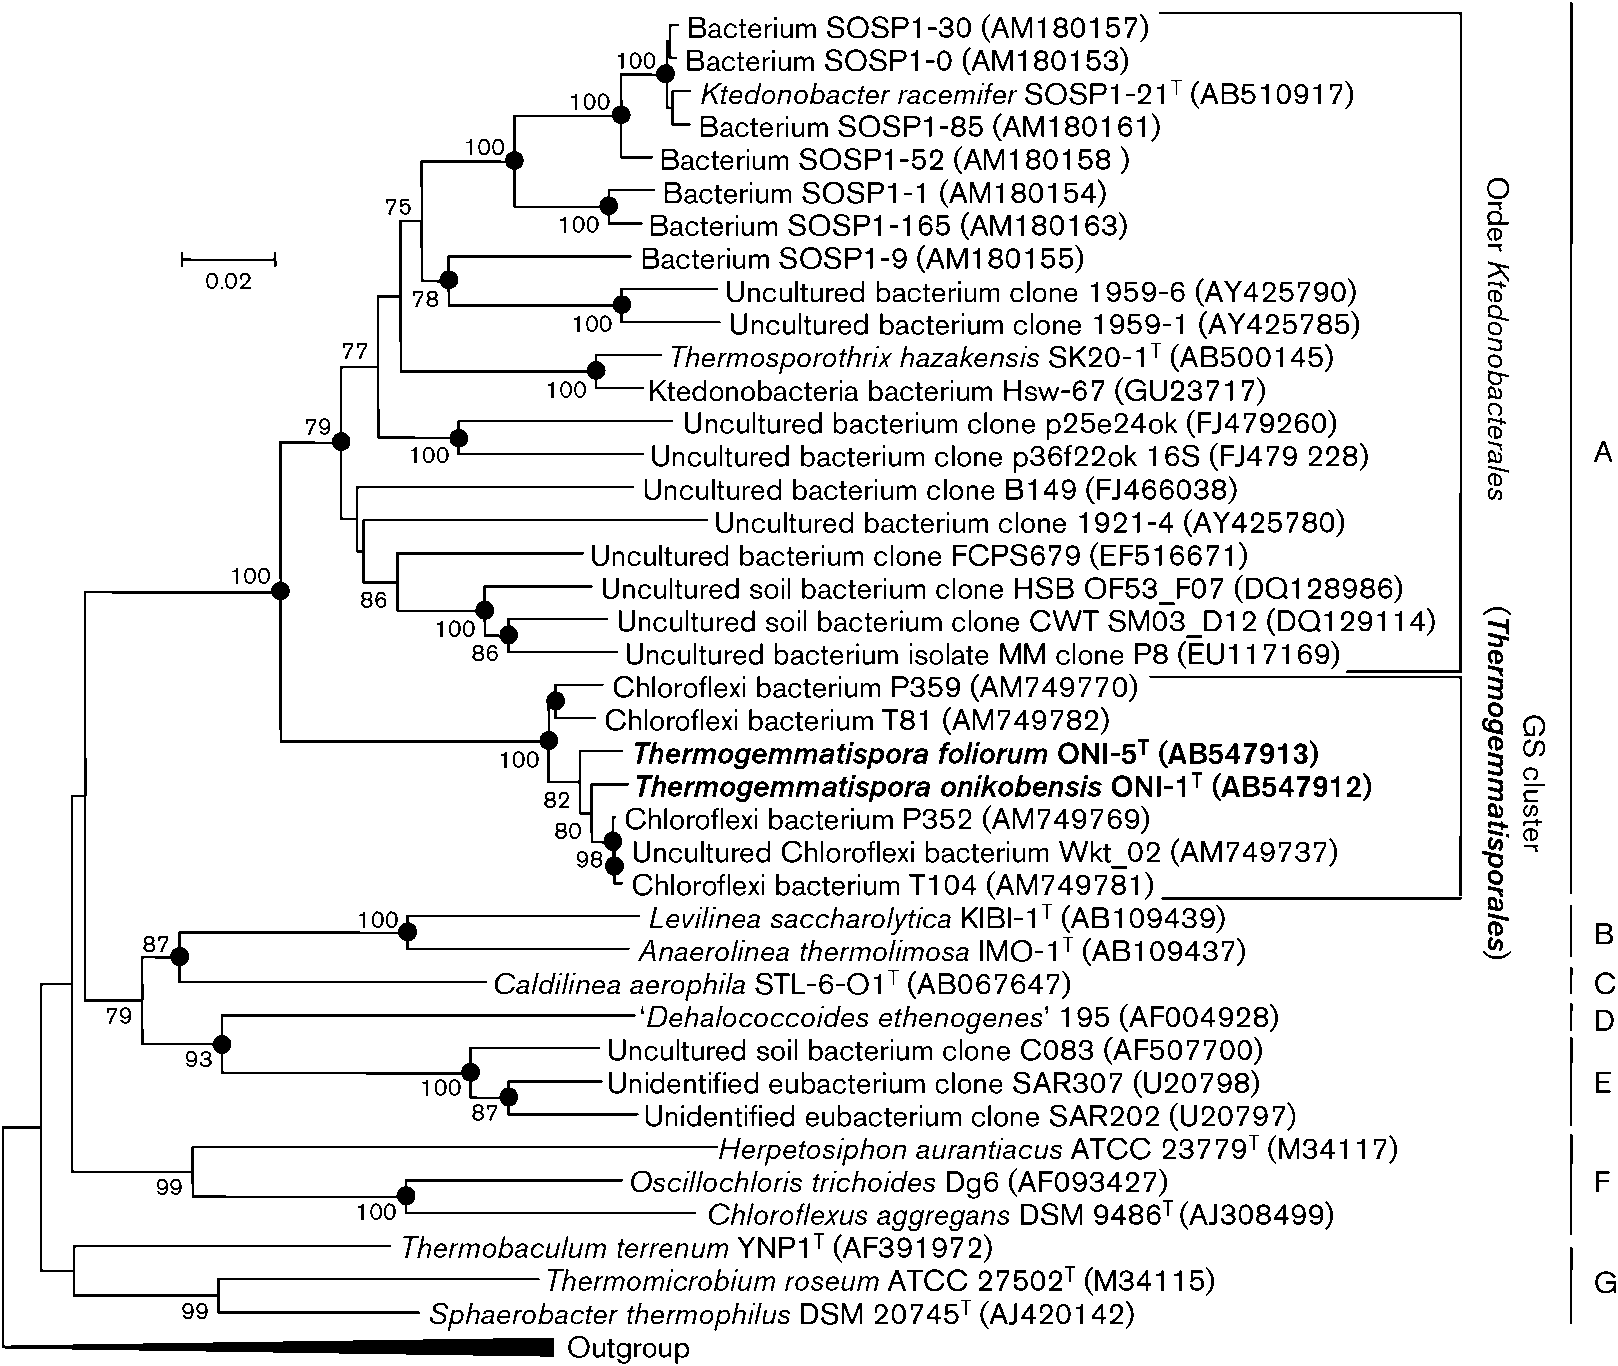 Bacterium SOSP1-30 (AM180157)
100
Bacterium SOSP1-0 (AM180153)
Ktedonobacter racemifer SOSP1-21ᵀ (AB510917)
100
Bacterium SOSP1-85 (AM180161)
100
Bacterium SOSP1-52 (AM180158 )
Bacterium SOSP1-1 (AM180154)
75
100
Bacterium SOSP1-165 (AM180163)
Bacterium SOSP1-9 (AM180155)
0.02
78
Uncultured bacterium clone 1959-6 (AY425790)
100
Uncultured bacterium clone 1959-1 (AY425785)
77
Thermosporothrix hazakensis SK20-1ᵀ (AB500145)
100
Ktedonobacteria bacterium Hsw-67 (GU23717)
79
Uncultured bacterium clone p25e24ok (FJ479260)
100
Uncultured bacterium clone p36f22ok 16S (FJ479 228)
Uncultured bacterium clone B149 (FJ466038)
Uncultured bacterium clone 1921-4 (AY425780)
Uncultured bacterium clone FCPS679 (EF516671)
100
86
Uncultured soil bacterium clone HSB OF53_F07 (DQ128986)
100
Uncultured soil bacterium clone CWT SM03_D12 (DQ129114)
86
Uncultured bacterium isolate MM clone P8 (EU117169)
Order Ktedonobacterales
Chloroflexi bacterium P359 (AM749770)
Chloroflexi bacterium T81 (AM749782)
100
Thermogemmatispora foliorum ONI-5ᵀ (AB547913)
82
Thermogemmatispora onikobensis ONI-1ᵀ (AB547912)
80
Chloroflexi bacterium P352 (AM749769)
98
Uncultured Chloroflexi bacterium Wkt_02 (AM749737)
Chloroflexi bacterium T104 (AM749781)
GS cluster
(Thermogemmatisporales)
A
100
Levilinea saccharolytica KIBI-1ᵀ (AB109439)
87
Anaerolinea thermolimosa IMO-1ᵀ (AB109437)
B
Caldilinea aerophila STL-6-O1ᵀ (AB067647)
C
79
'Dehalococcoides ethenogenes' 195 (AF004928)
D
93
Uncultured soil bacterium clone C083 (AF507700)
100
Unidentified eubacterium clone SAR307 (U20798)
E
87
Unidentified eubacterium clone SAR202 (U20797)
Herpetosiphon aurantiacus ATCC 23779ᵀ (M34117)
99
Oscillochloris trichoides Dg6 (AF093427)
F
100
Chloroflexus aggregans DSM 9486ᵀ (AJ308499)
Thermobaculum terrenum YNP1ᵀ (AF391972)
Thermomicrobium roseum ATCC 27502ᵀ (M34115)
G
99
Sphaerobacter thermophilus DSM 20745ᵀ (AJ420142)
Outgroup